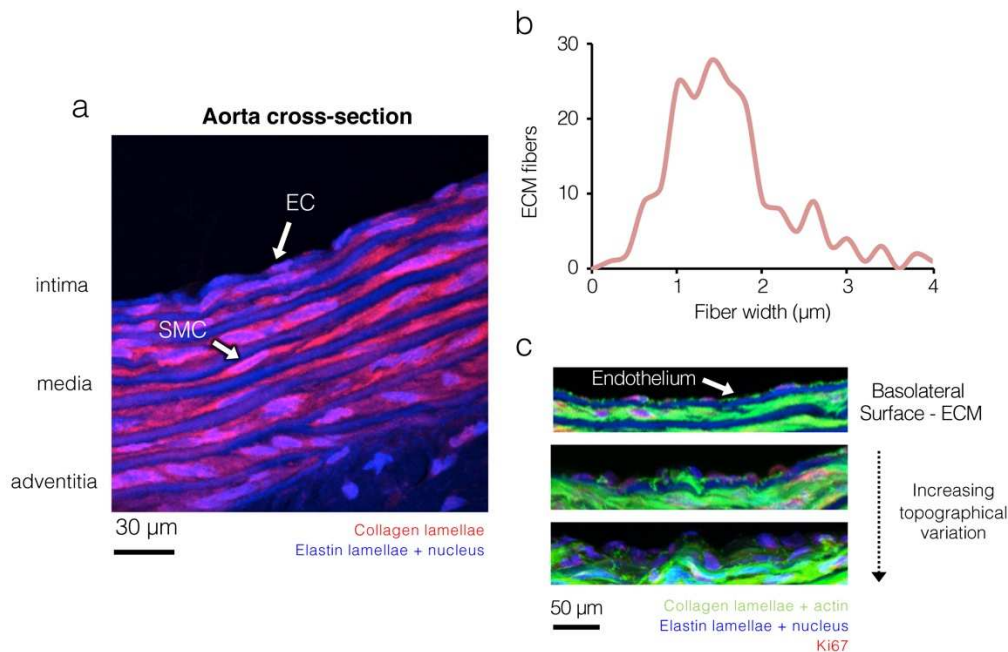 a
Aorta cross-section
EC
intima
SMC
media
adventitia
30 µm
Collagen lamellae
Elastin lamellae + nucleus
b
30
20
10
0
ECM fibers
0 1 2 3 4
Fiber width (µm)
c
Endothelium
Basolateral
Surface - ECM
Increasing
topographical
variation
50 µm
Collagen lamellae + actin
Elastin lamellae + nucleus
Ki67